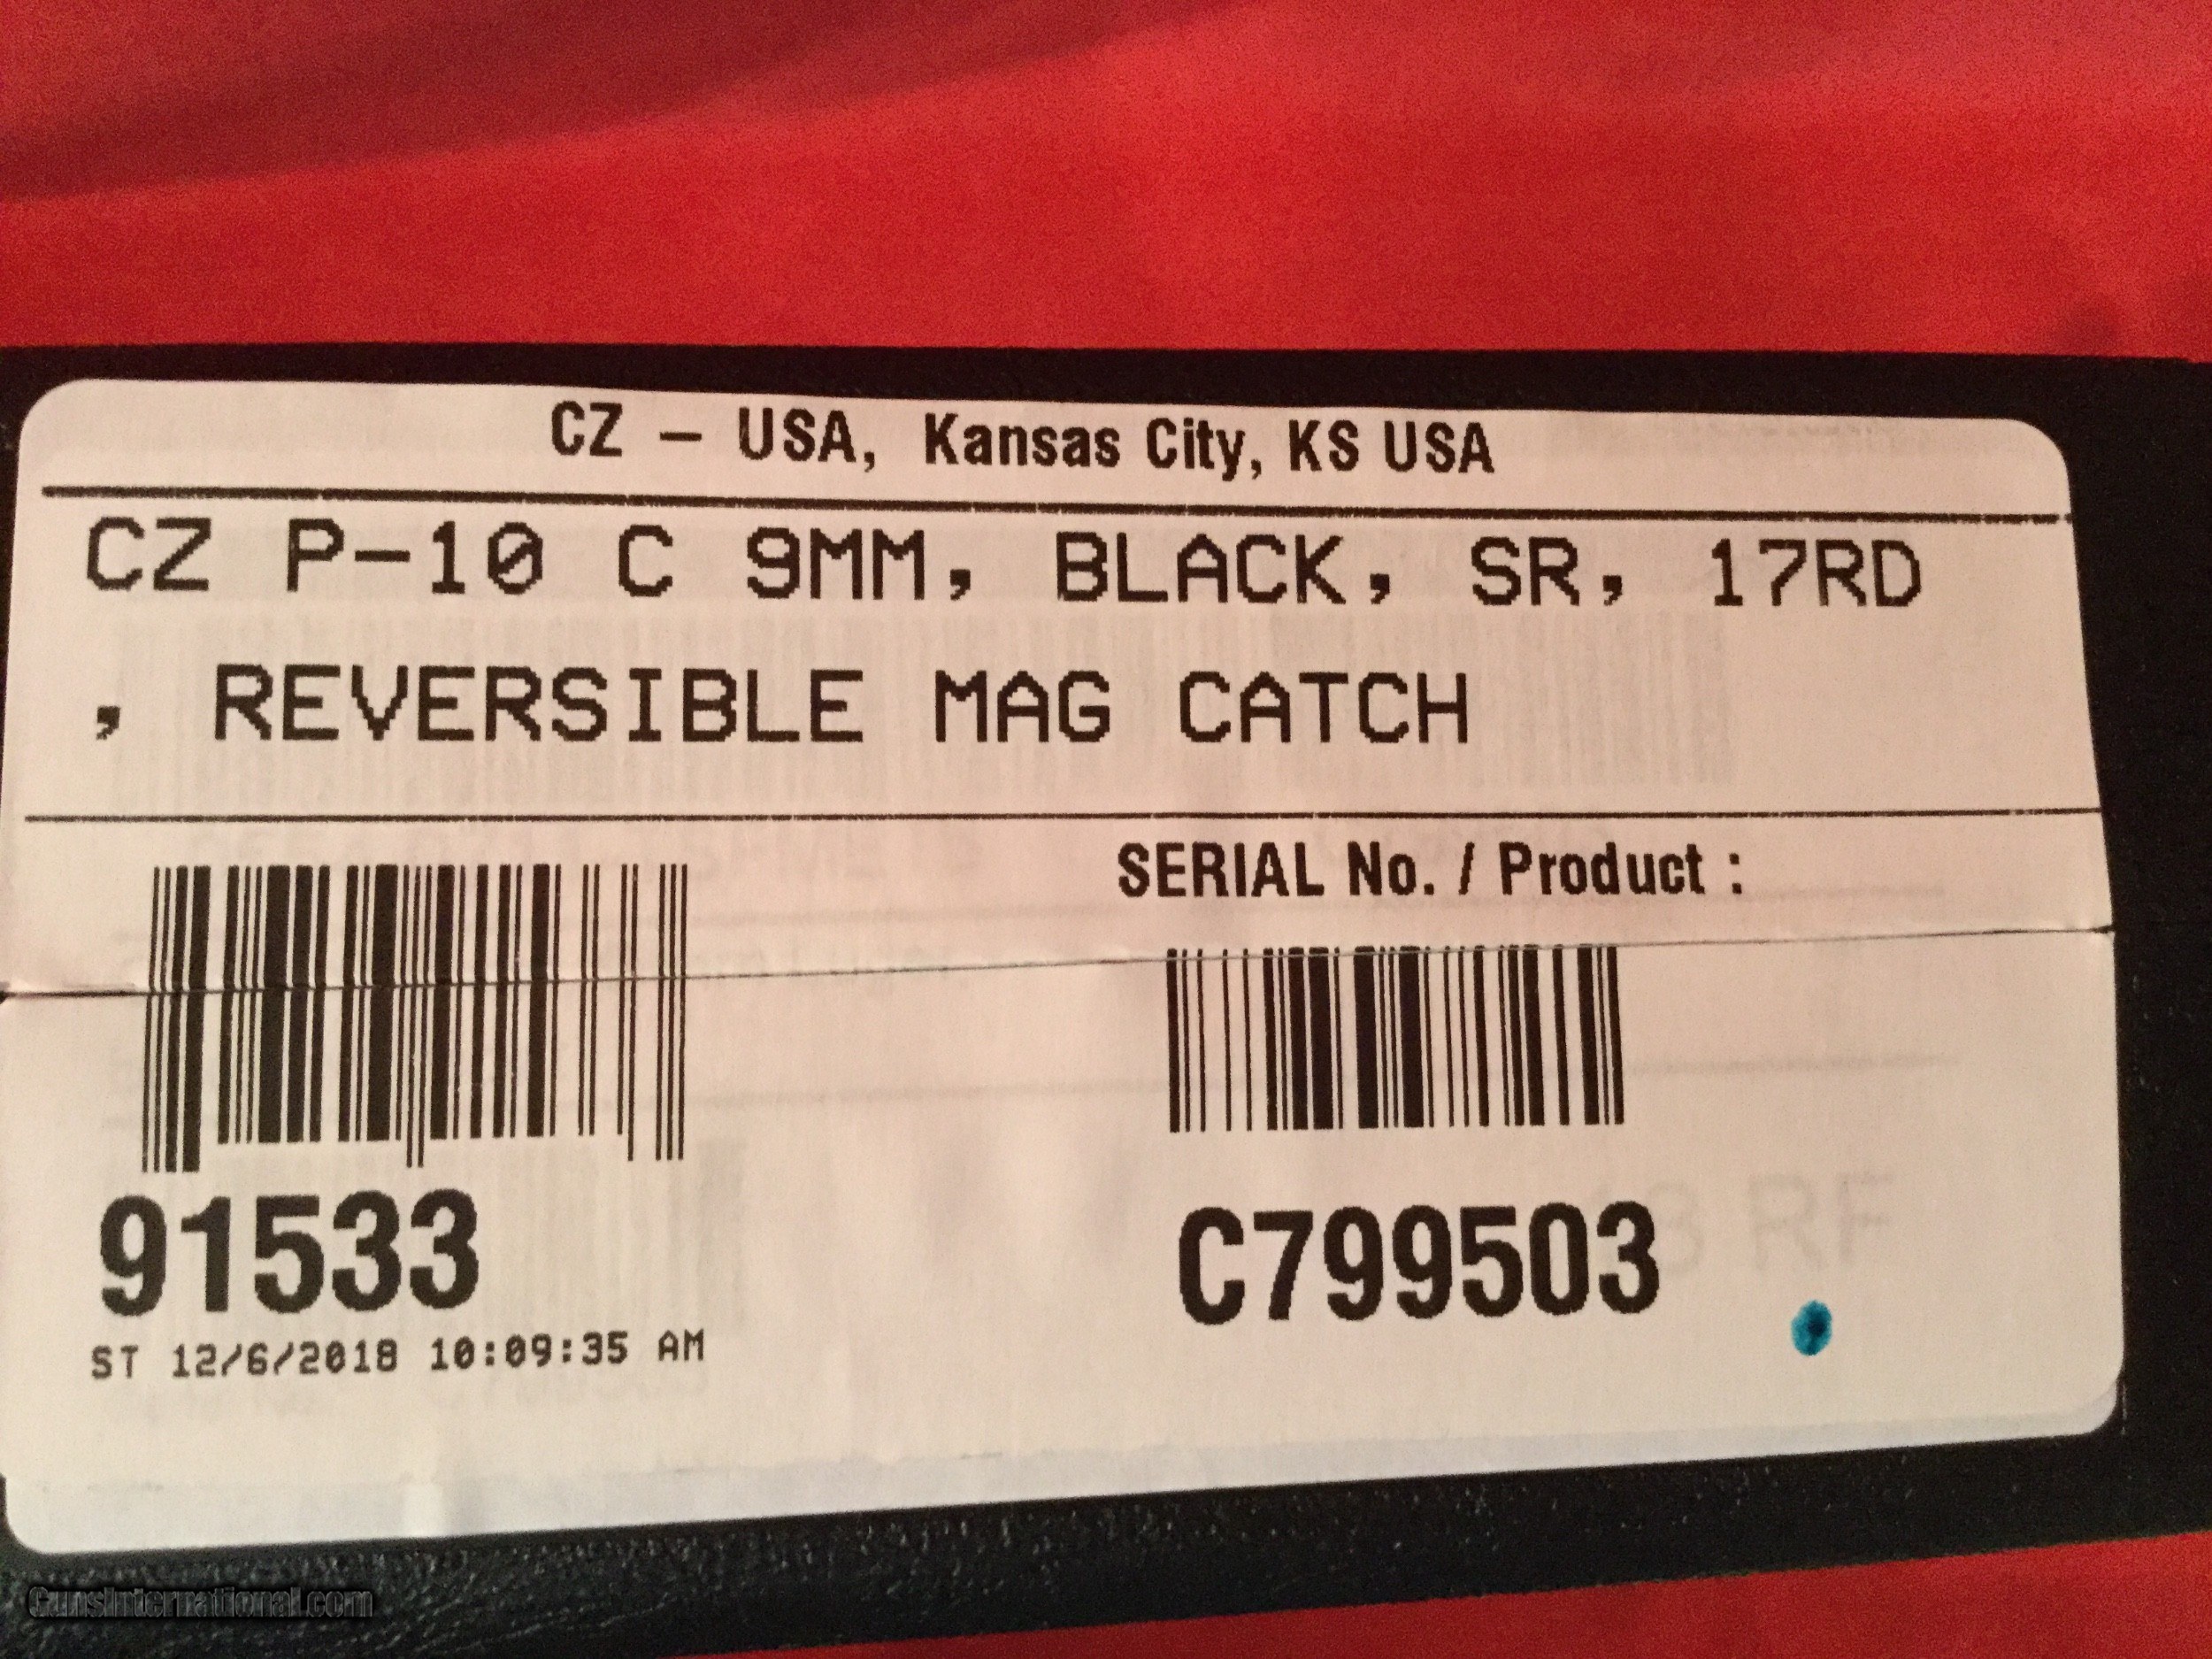 CZ – USA, Kansas City, KS USA
CZ P-10 C 9MM, BLACK, SR, 17RD
, REVERSIBLE MAG CATCH
SERIAL No. / Product :
91533
C799503
ST 12/6/2018 10:09:35 AM
GunsInternational.com